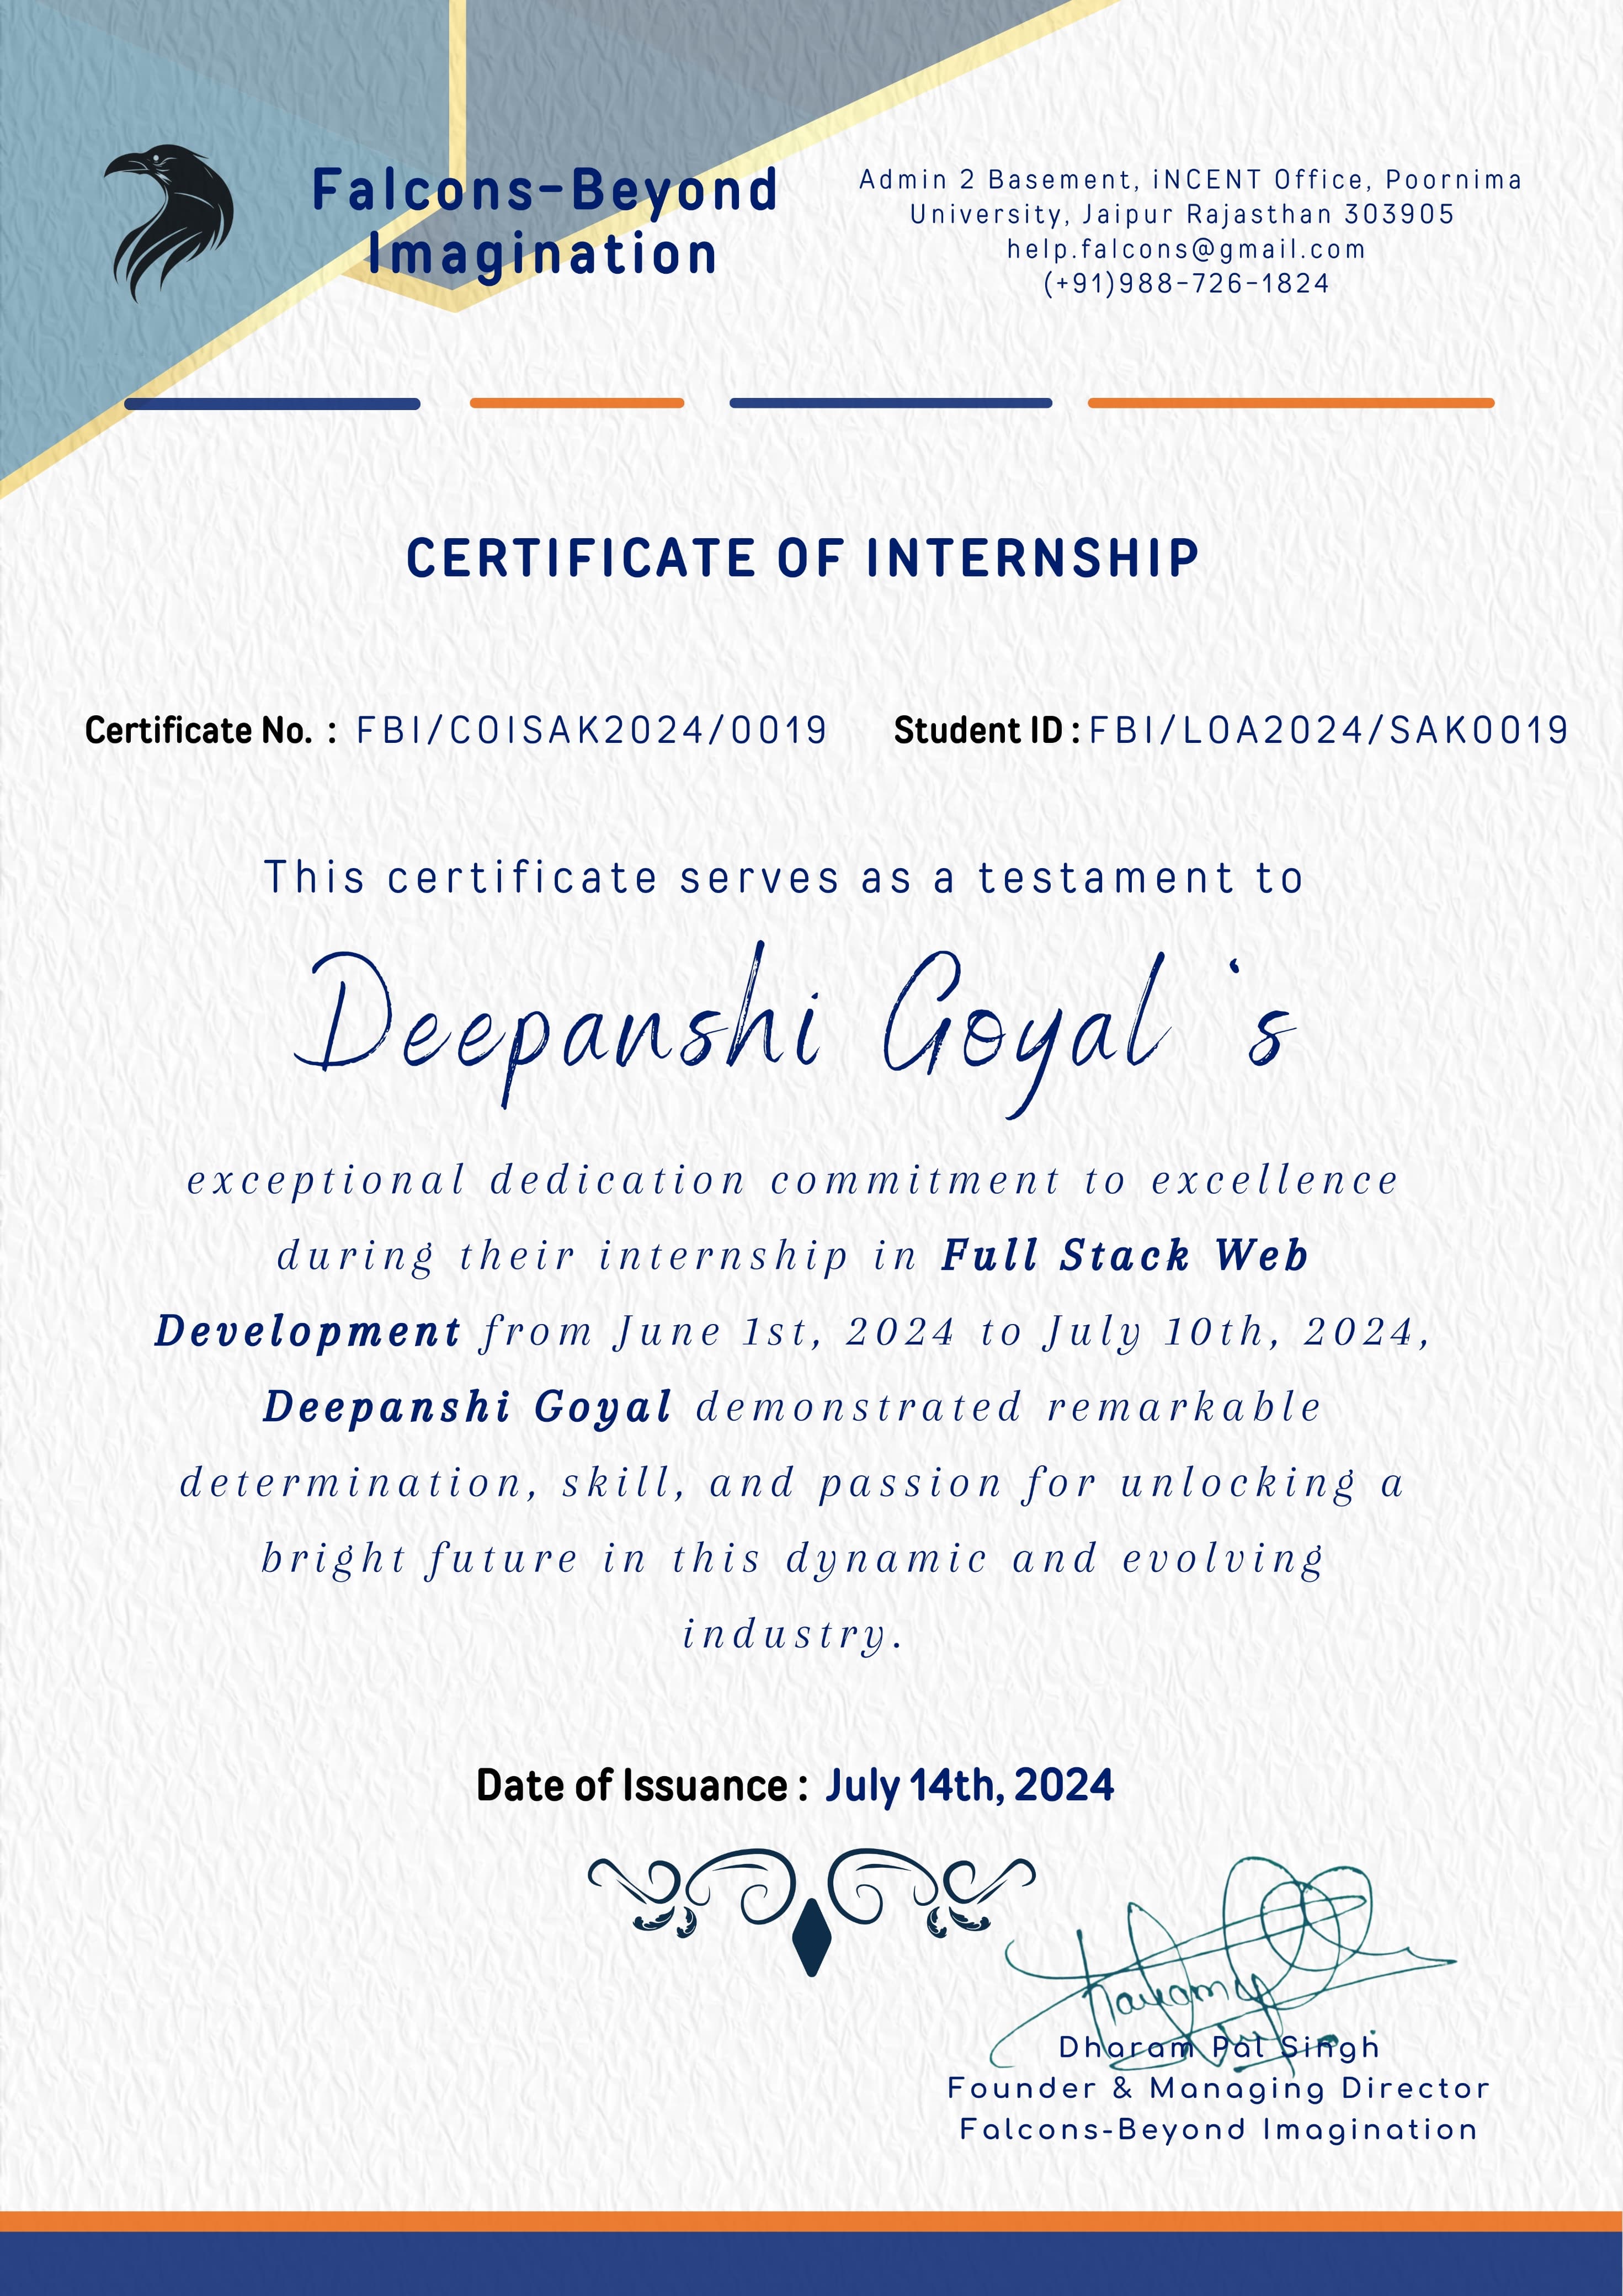 Falcons-Beyond
Imagination
Admin 2 Basement, iNCENT Office, Poornima
University, Jaipur Rajasthan 303905
help.falcons@gmail.com
(+91)988-726-1824
CERTIFICATE OF INTERNSHIP
Certificate No. : FBI/COISAK2024/0019 Student ID : FBI/LOA2024/SAK0019
This certificate serves as a testament to
Deepanshi Goyal ‘s
exceptional dedication commitment to excellence
during their internship in Full Stack Web
Development from June 1st, 2024 to July 10th, 2024,
Deepanshi Goyal demonstrated remarkable
determination, skill, and passion for unlocking a
bright future in this dynamic and evolving
industry.
Date of Issuance : July 14th, 2024
Dharam Pal Singh
Founder & Managing Director
Falcons-Beyond Imagination